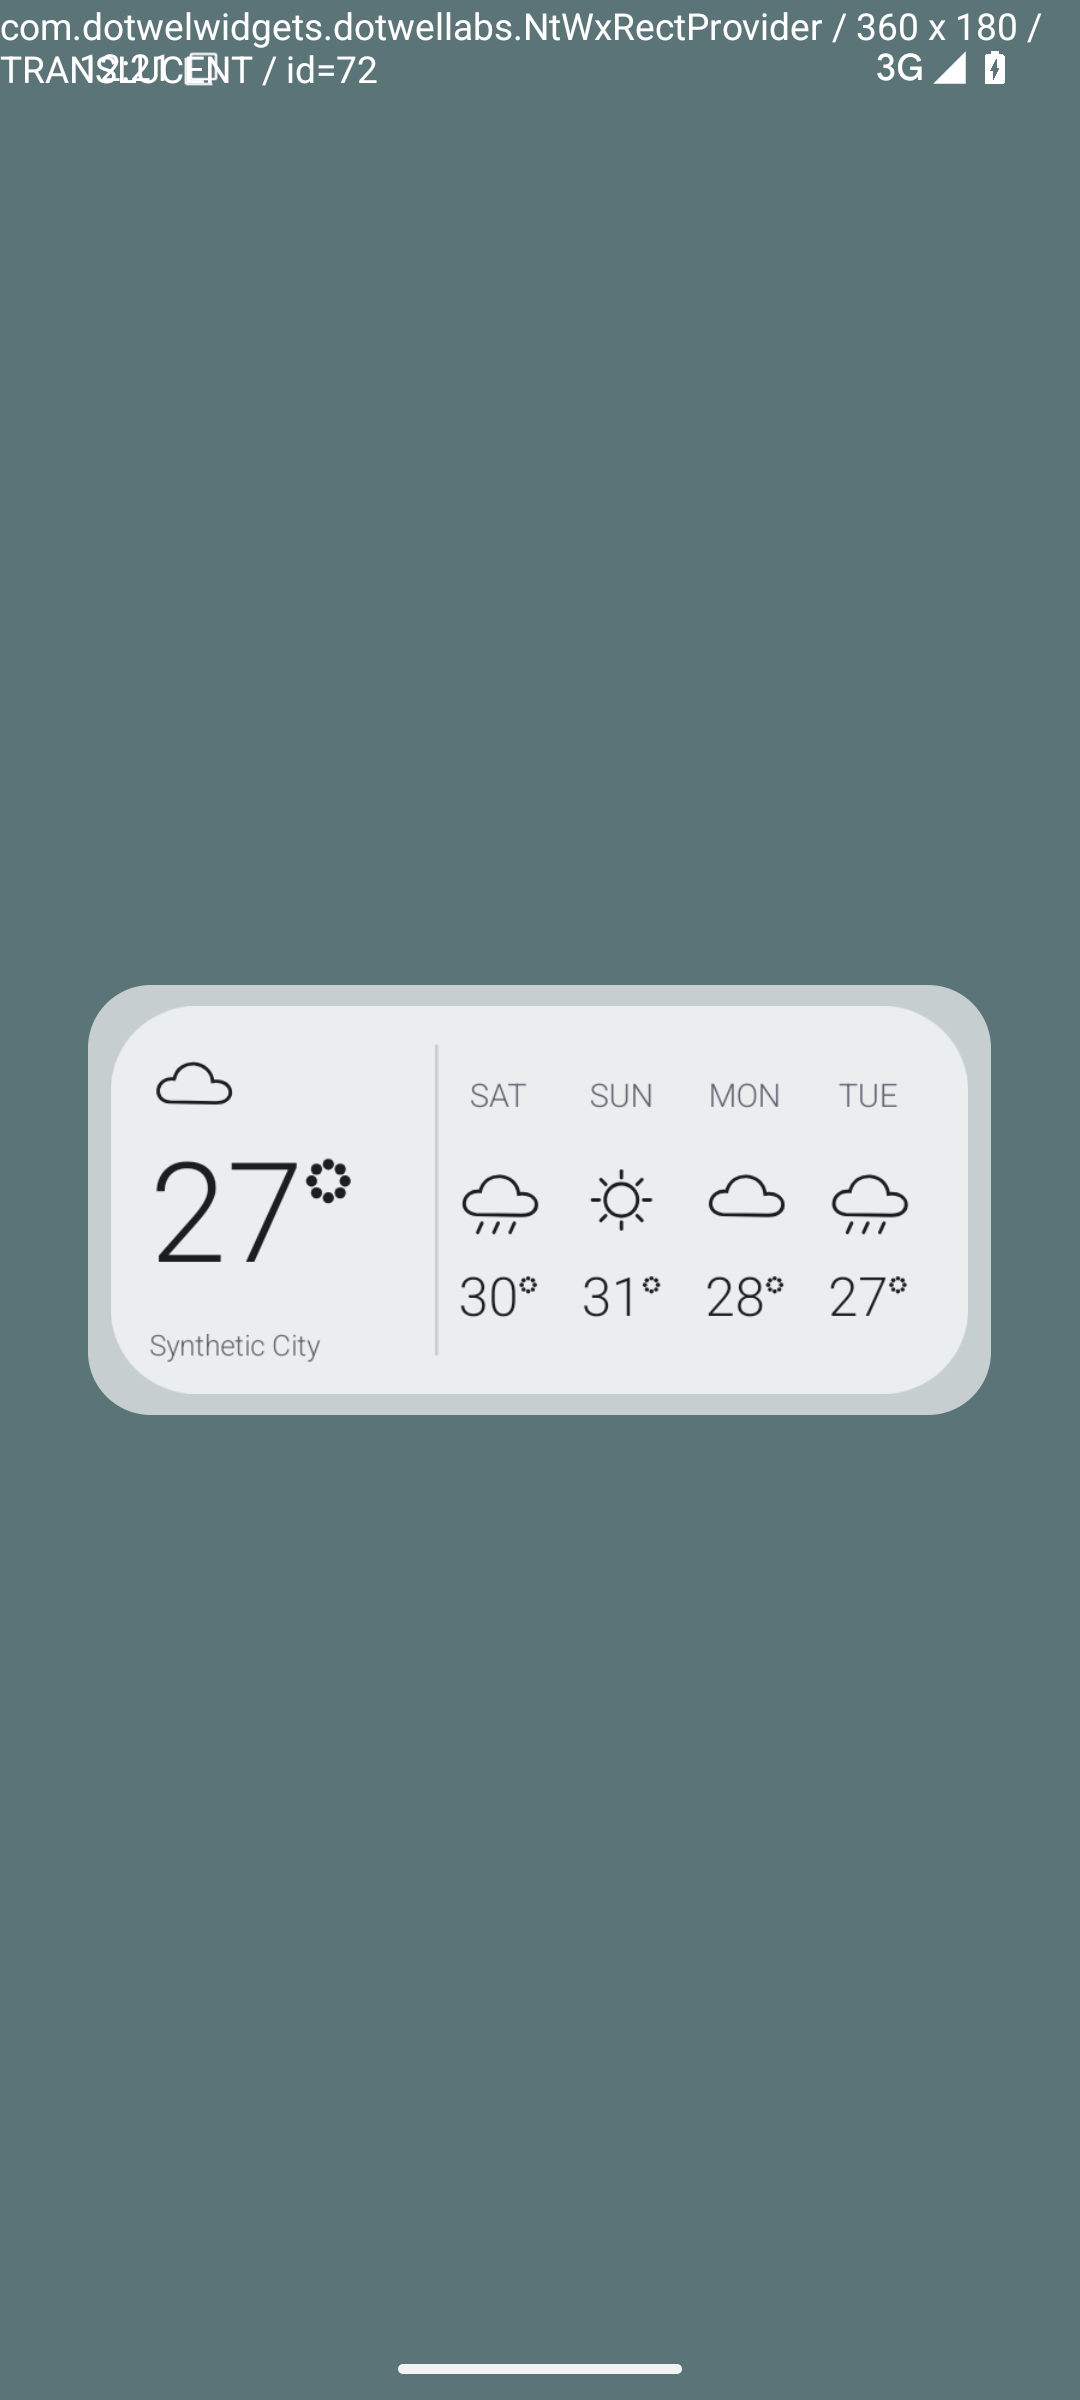 com.dotwelwidgets.dotwellabs.NtWxRectProvider / 360 x 180 /
TRANSLUCENT / id=72
3G
27°
Synthetic City
SAT SUN MON TUE
30° 31° 28° 27°